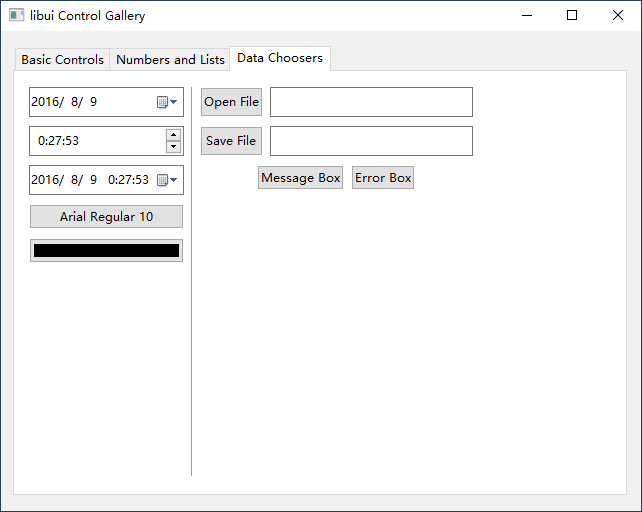 libui Control Gallery
Basic Controls Numbers and Lists Data Choosers
2016/ 8/ 9 Open File
0:27:53 Save File
2016/ 8/ 9 0:27:53 Message Box Error Box
Arial Regular 10